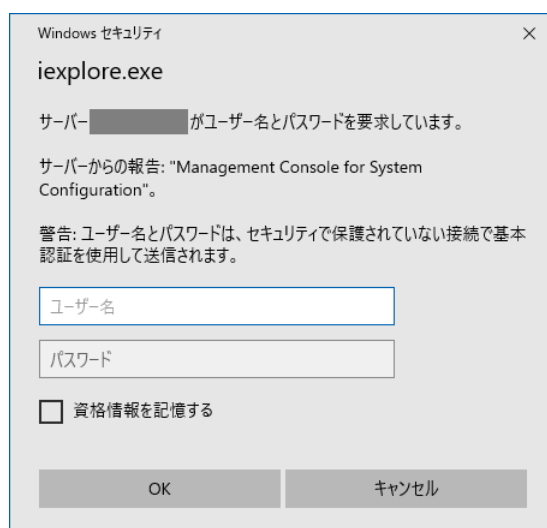 Windows セキュリティ
iexplore.exe
サーバー がユーザー名とパスワードを要求しています。
サーバーからの報告: "Management Console for System
Configuration"。
警告: ユーザー名とパスワードは、セキュリティで保護されていない接続で基本
認証を使用して送信されます。
ユーザー名
パスワード
資格情報を記憶する
OK
キャンセル